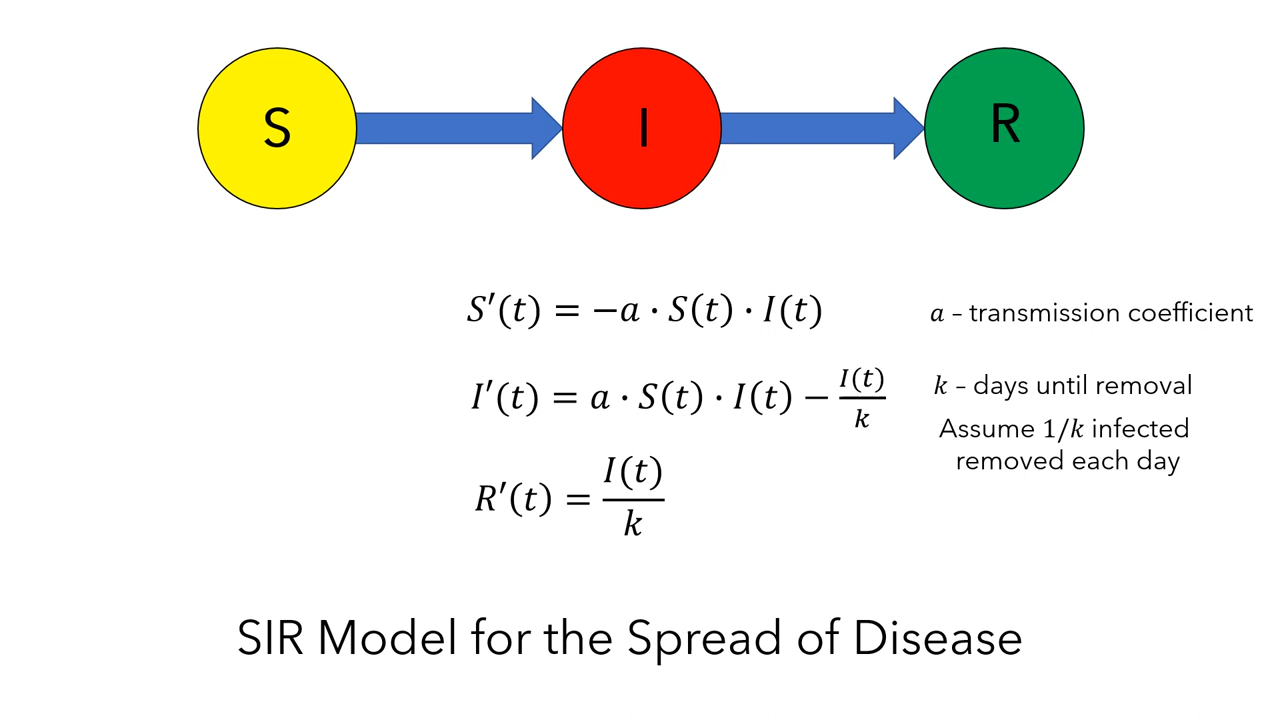 S
I
R
S′(t) = −a · S(t) · I(t)
a – transmission coefficient
I′(t) = a · S(t) · I(t) − I(t)/k
k – days until removal
Assume 1/k infected
removed each day
R′(t) = I(t)/k
SIR Model for the Spread of Disease